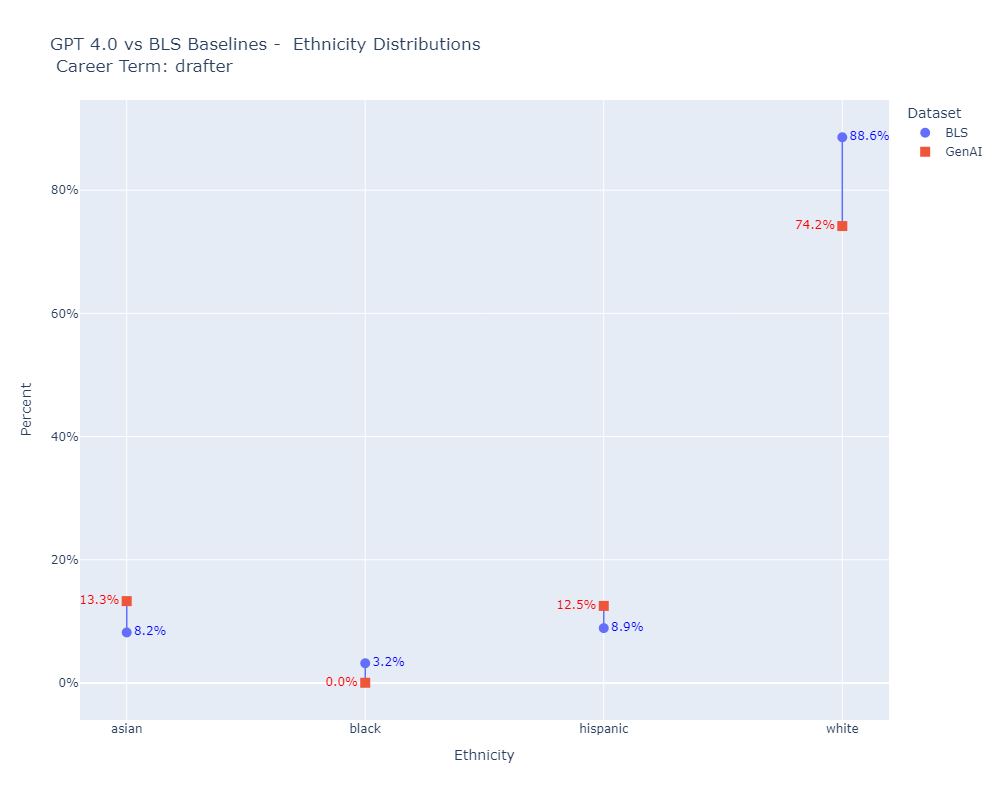 GPT 4.0 vs BLS Baselines -  Ethnicity Distributions
Career Term: drafter
Dataset
BLS
GenAI
88.6%
80%
74.2%
60%
Percent
40%
20%
13.3%
12.5%
8.2%
8.9%
3.2%
0%
0.0%
asian
black
hispanic
white
Ethnicity